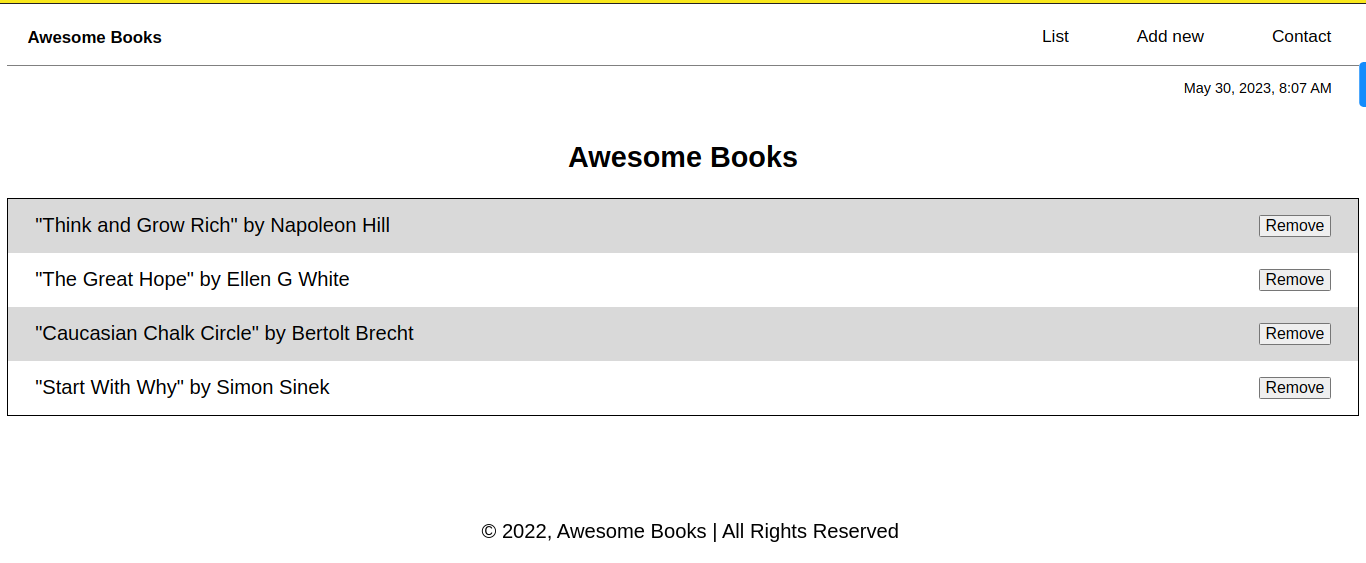 Awesome Books List Add new Contact
May 30, 2023, 8:07 AM
Awesome Books
"Think and Grow Rich" by Napoleon Hill Remove
"The Great Hope" by Ellen G White Remove
"Caucasian Chalk Circle" by Bertolt Brecht Remove
"Start With Why" by Simon Sinek Remove
© 2022, Awesome Books | All Rights Reserved